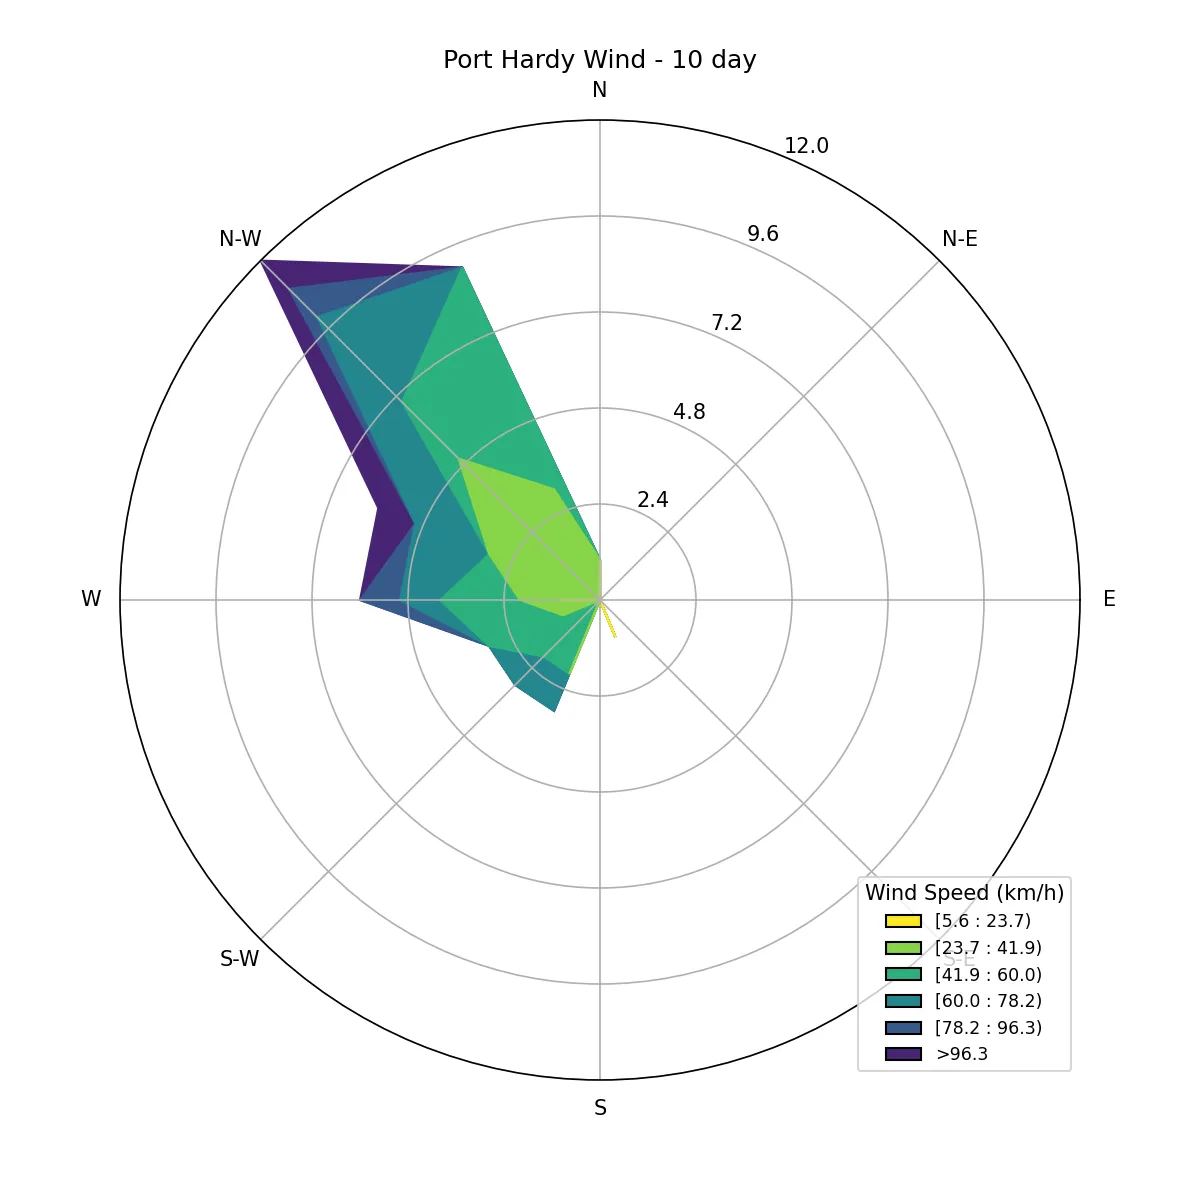 Port Hardy Wind - 10 day
N
12.0
N-W
9.6
N-E
7.2
4.8
2.4
W
E
S-W
S-E
S
Wind Speed (km/h)
[5.6 : 23.7)
[23.7 : 41.9)
[41.9 : 60.0)
[60.0 : 78.2)
[78.2 : 96.3)
>96.3